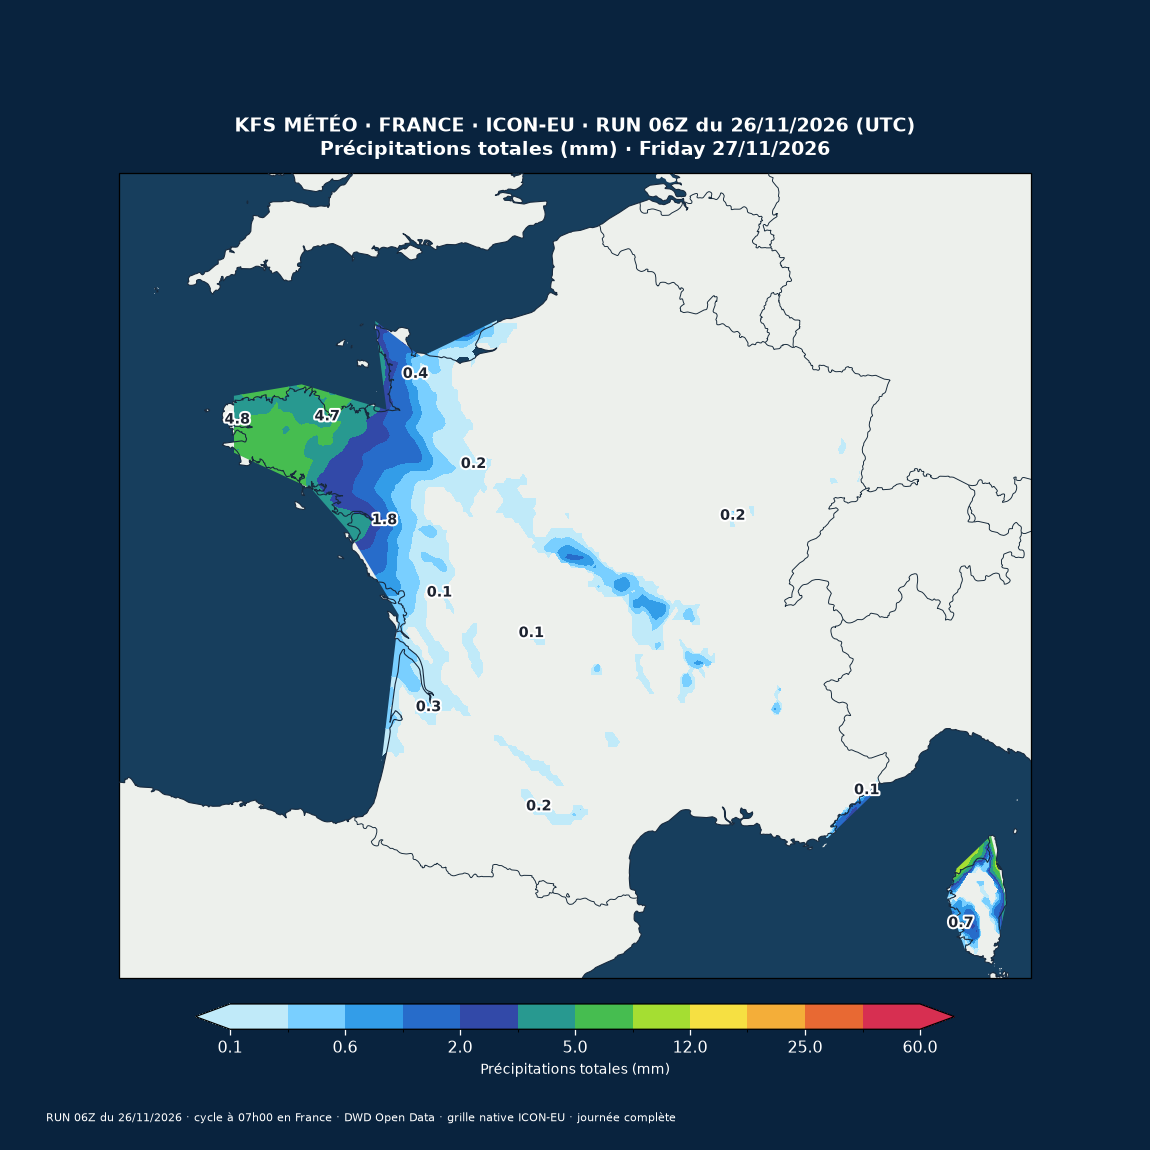 KFS MÉTÉO · FRANCE · ICON-EU · RUN 06Z du 26/11/2026 (UTC)
Précipitations totales (mm) · Friday 27/11/2026
0.4
4.8
4.7
0.2
1.8
0.2
0.1
0.1
0.3
0.1
0.2
0.7
0.1 0.6 2.0 5.0 12.0 25.0 60.0
Précipitations totales (mm)
RUN 06Z du 26/11/2026 · cycle à 07h00 en France · DWD Open Data · grille native ICON-EU · journée complète